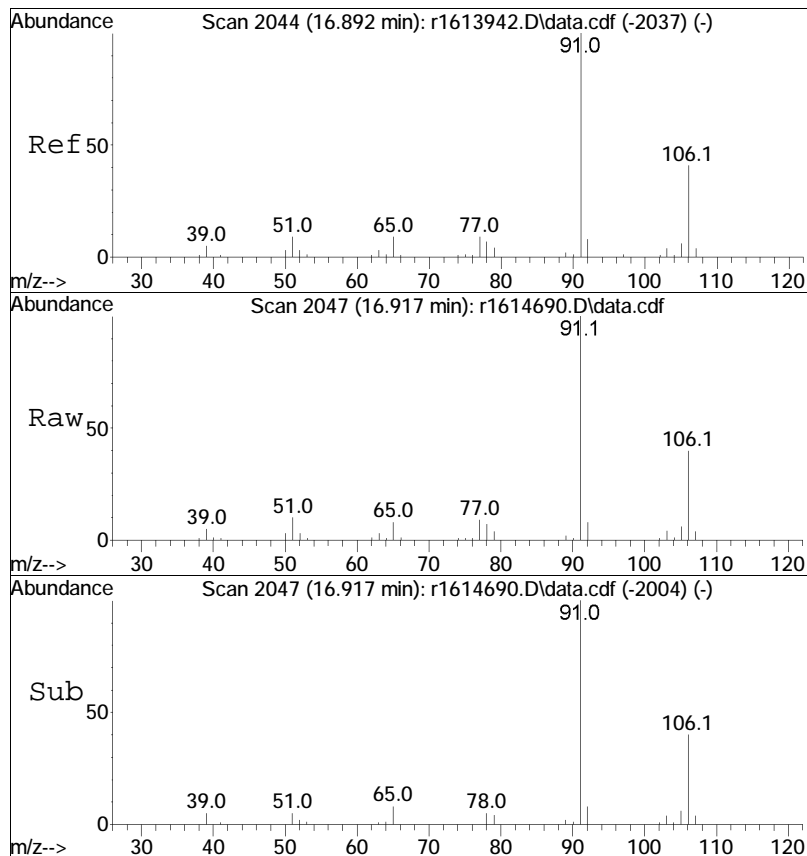 Abundance Scan 2044 (16.892 min): r1613942.D\data.cdf (-2037) (-)
91.0
Ref 50
106.1
39.0 51.0 65.0 77.0
0
m/z--> 30 40 50 60 70 80 90 100 110 120
Abundance Scan 2047 (16.917 min): r1614690.D\data.cdf
91.1
Raw 50
106.1
39.0 51.0 65.0 77.0
0
m/z--> 30 40 50 60 70 80 90 100 110 120
Abundance Scan 2047 (16.917 min): r1614690.D\data.cdf (-2004) (-)
91.0
Sub 50
106.1
39.0 51.0 65.0 78.0
0
m/z--> 30 40 50 60 70 80 90 100 110 120